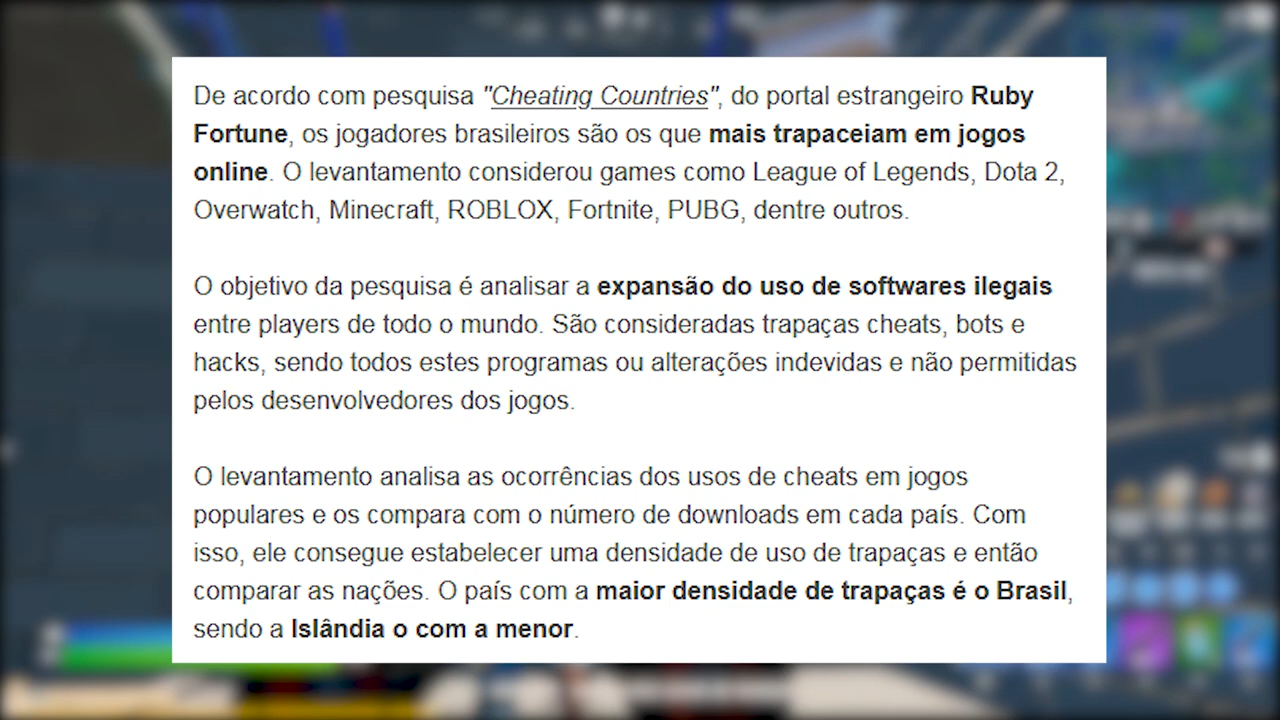 De acordo com pesquisa "Cheating Countries", do portal estrangeiro Ruby
Fortune, os jogadores brasileiros são os que mais trapaceiam em jogos
online. O levantamento considerou games como League of Legends, Dota 2,
Overwatch, Minecraft, ROBLOX, Fortnite, PUBG, dentre outros.
O objetivo da pesquisa é analisar a expansão do uso de softwares ilegais
entre players de todo o mundo. São consideradas trapaças cheats, bots e
hacks, sendo todos estes programas ou alterações indevidas e não permitidas
pelos desenvolvedores dos jogos.
O levantamento analisa as ocorrências dos usos de cheats em jogos
populares e os compara com o número de downloads em cada país. Com
isso, ele consegue estabelecer uma densidade de uso de trapaças e então
comparar as nações. O país com a maior densidade de trapaças é o Brasil,
sendo a Islândia o com a menor.